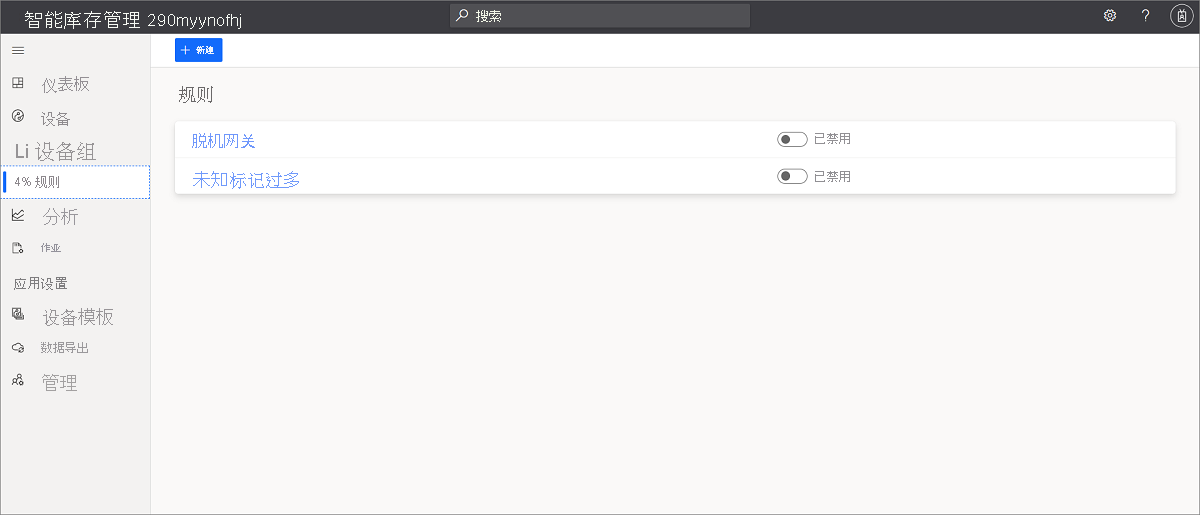 智能库存管理 290myynofhj
搜索
?
+ 新建
仪表板
设备
Li 设备组
4% 规则
分析
作业
应用设置
设备模板
数据导出
管理
规则
脱机网关 已禁用
未知标记过多 已禁用